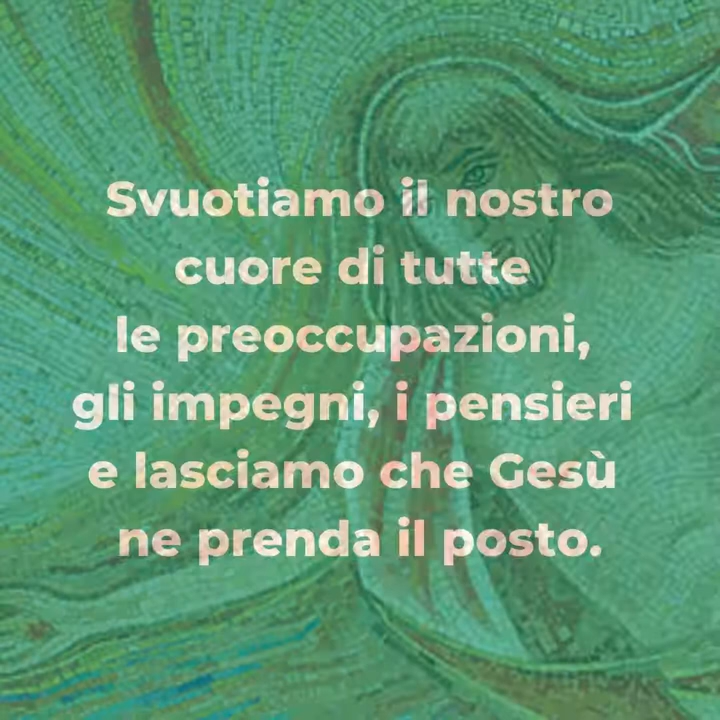 Svuotiamo il nostro
cuore di tutte
le preoccupazioni,
gli impegni, i pensieri
e lasciamo che Gesù
ne prenda il posto.